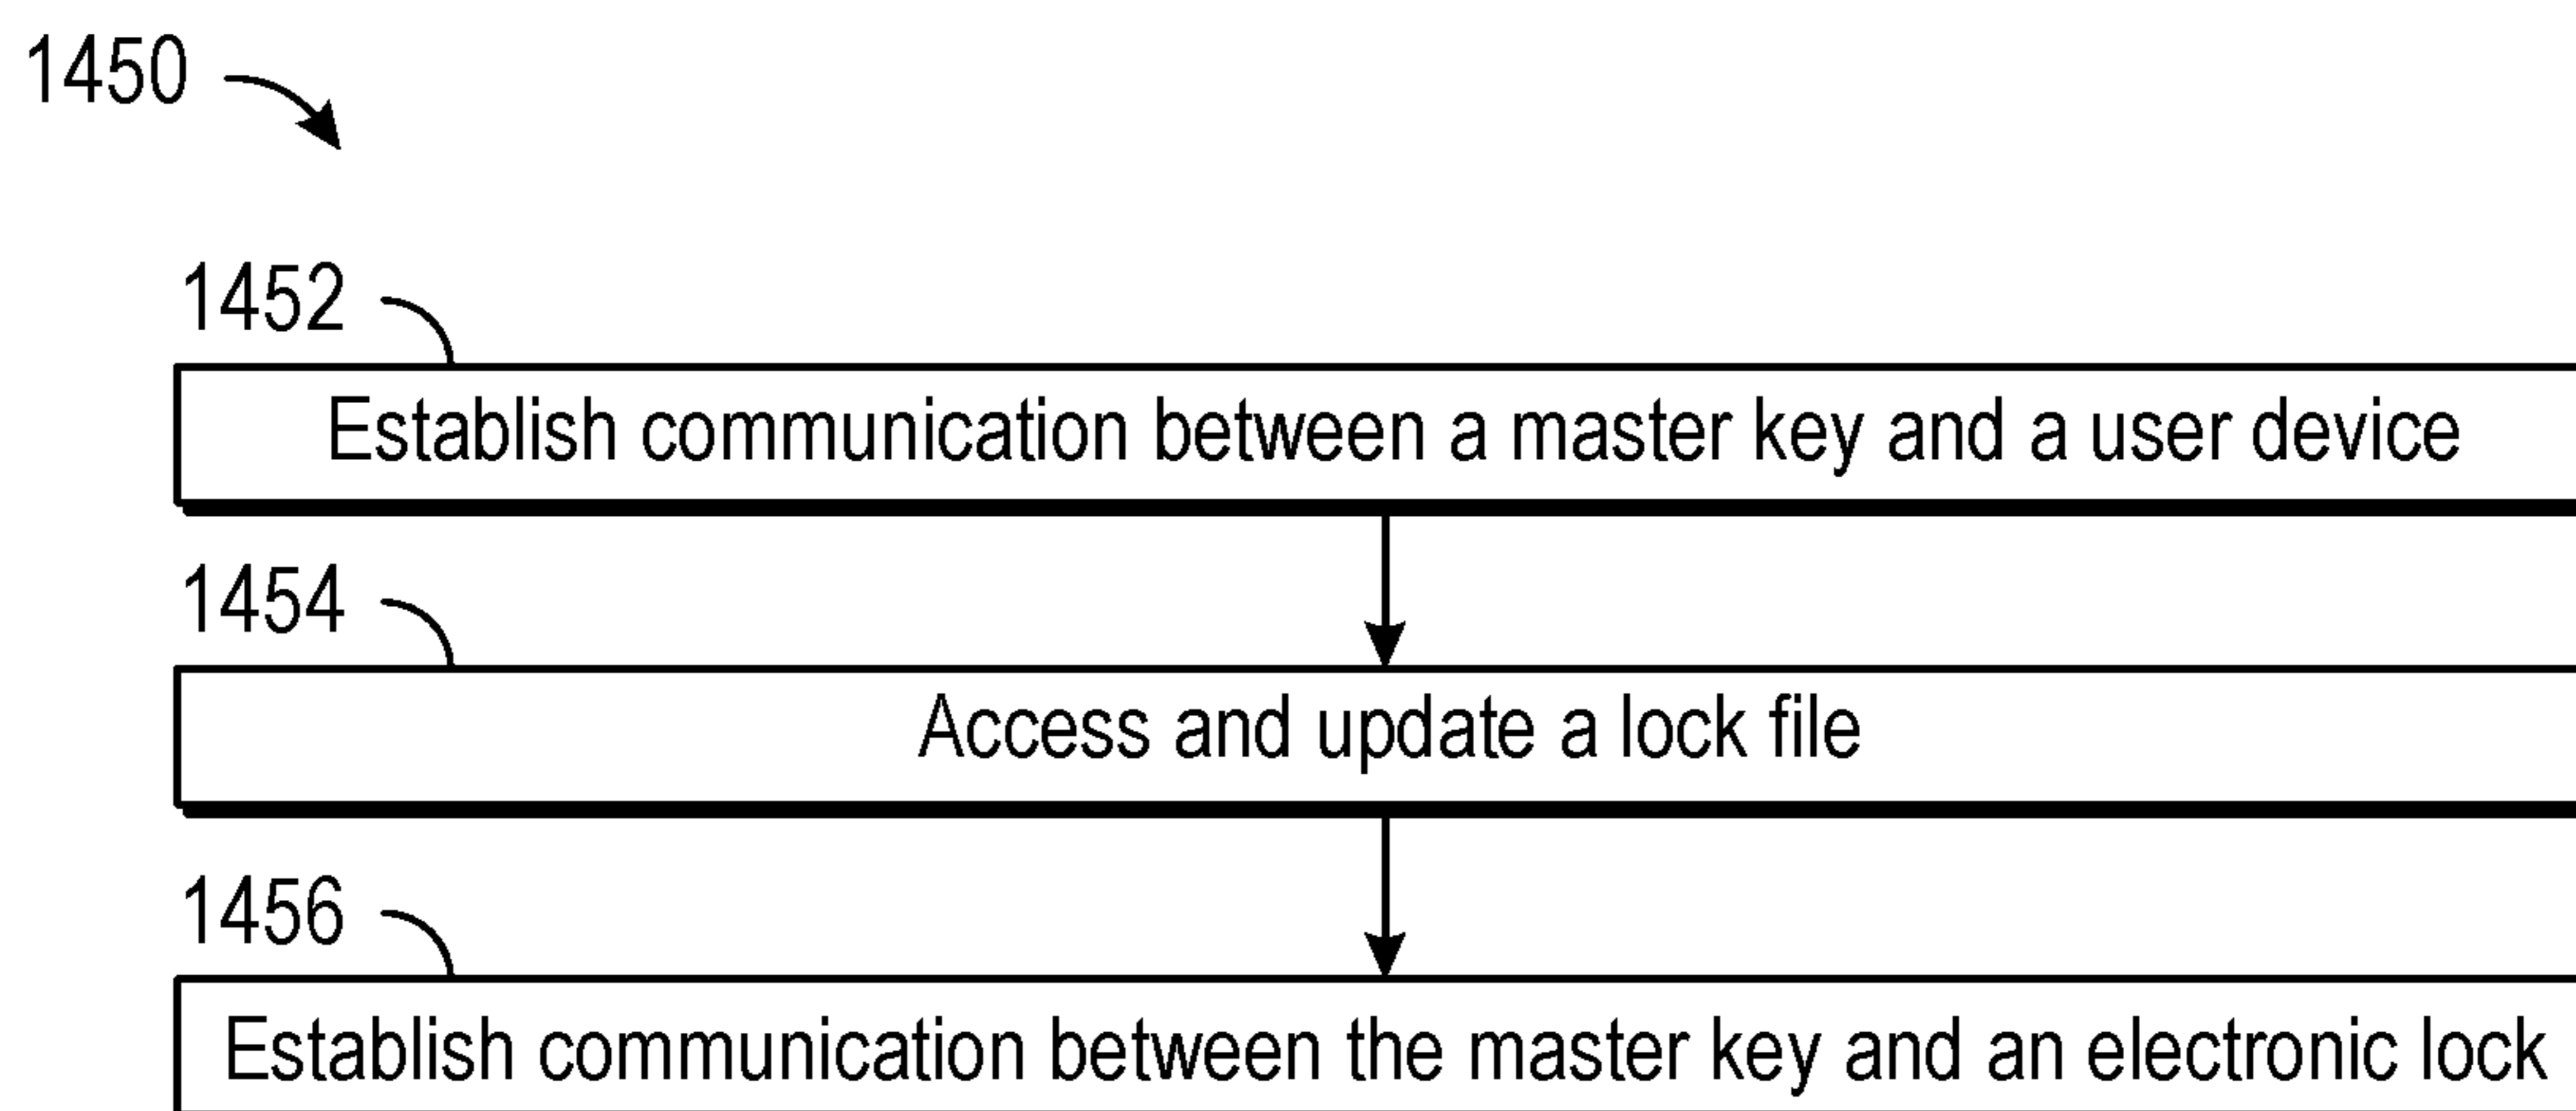 1450
1452
Establish communication between a master key and a user device
1454
Access and update a lock file
1456
Establish communication between the master key and an electronic lock